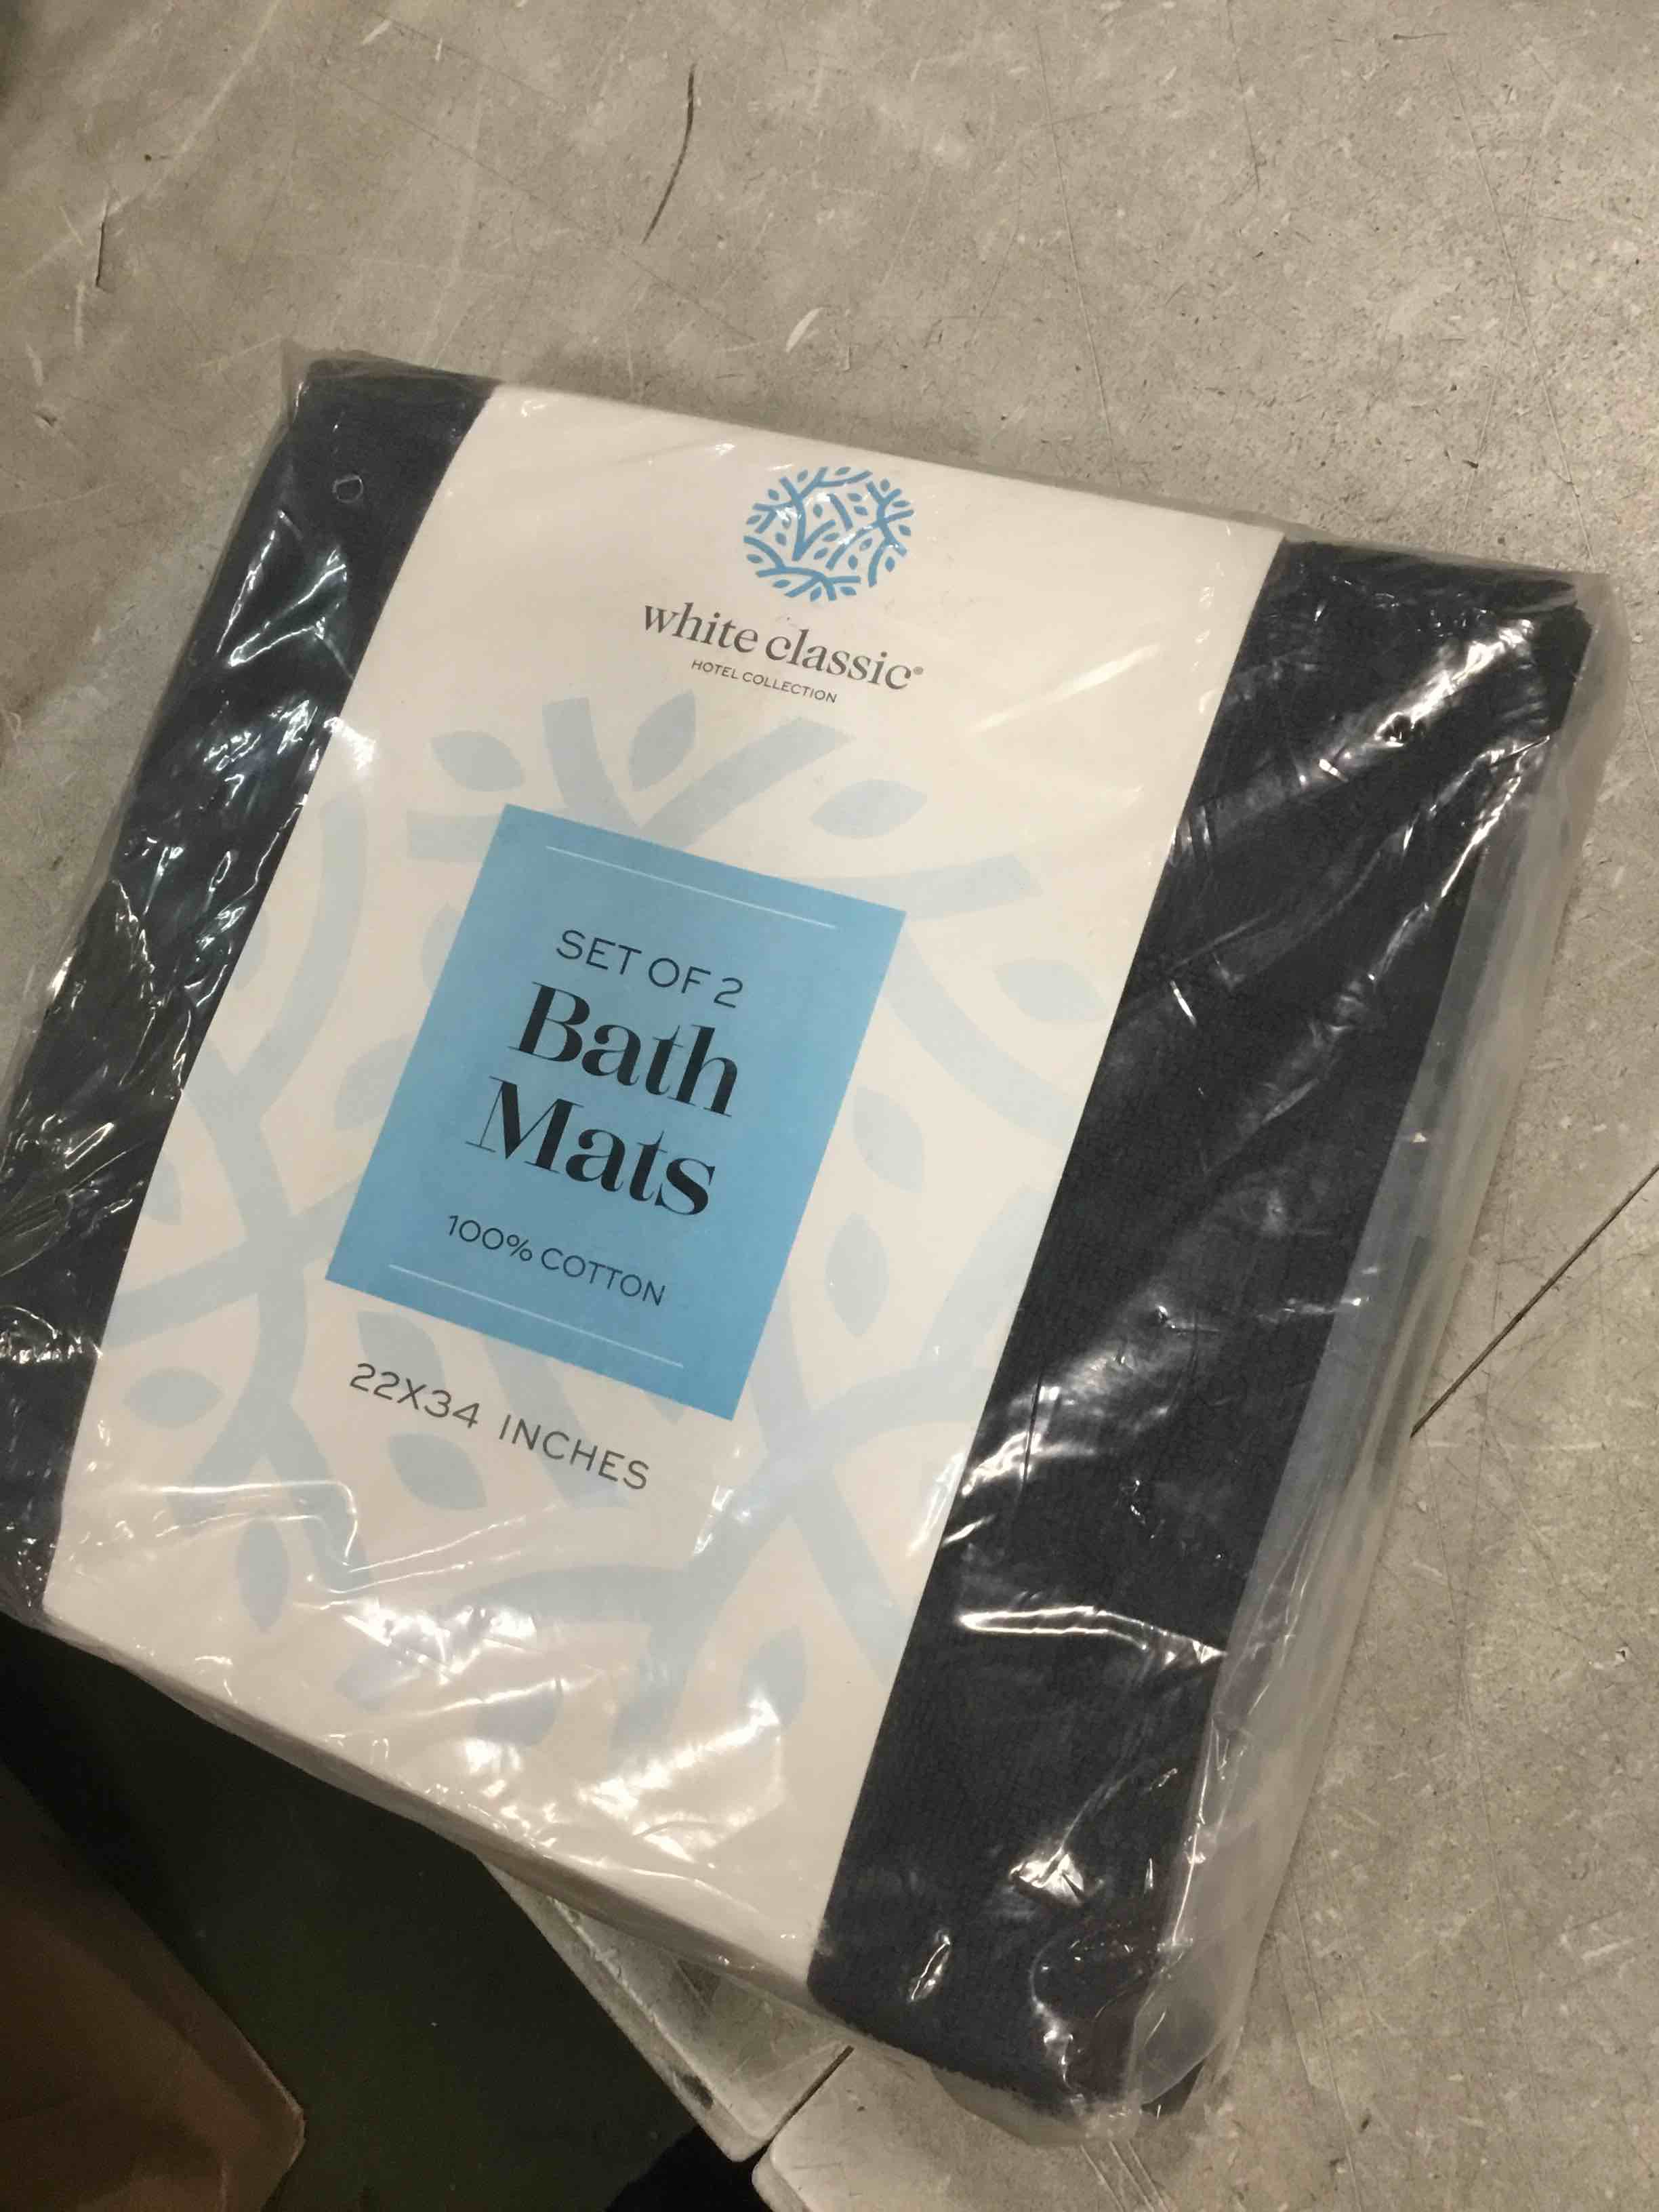 white classic®
HOTEL COLLECTION
SET OF 2
Bath
Mats
100% COTTON
22X34 INCHES